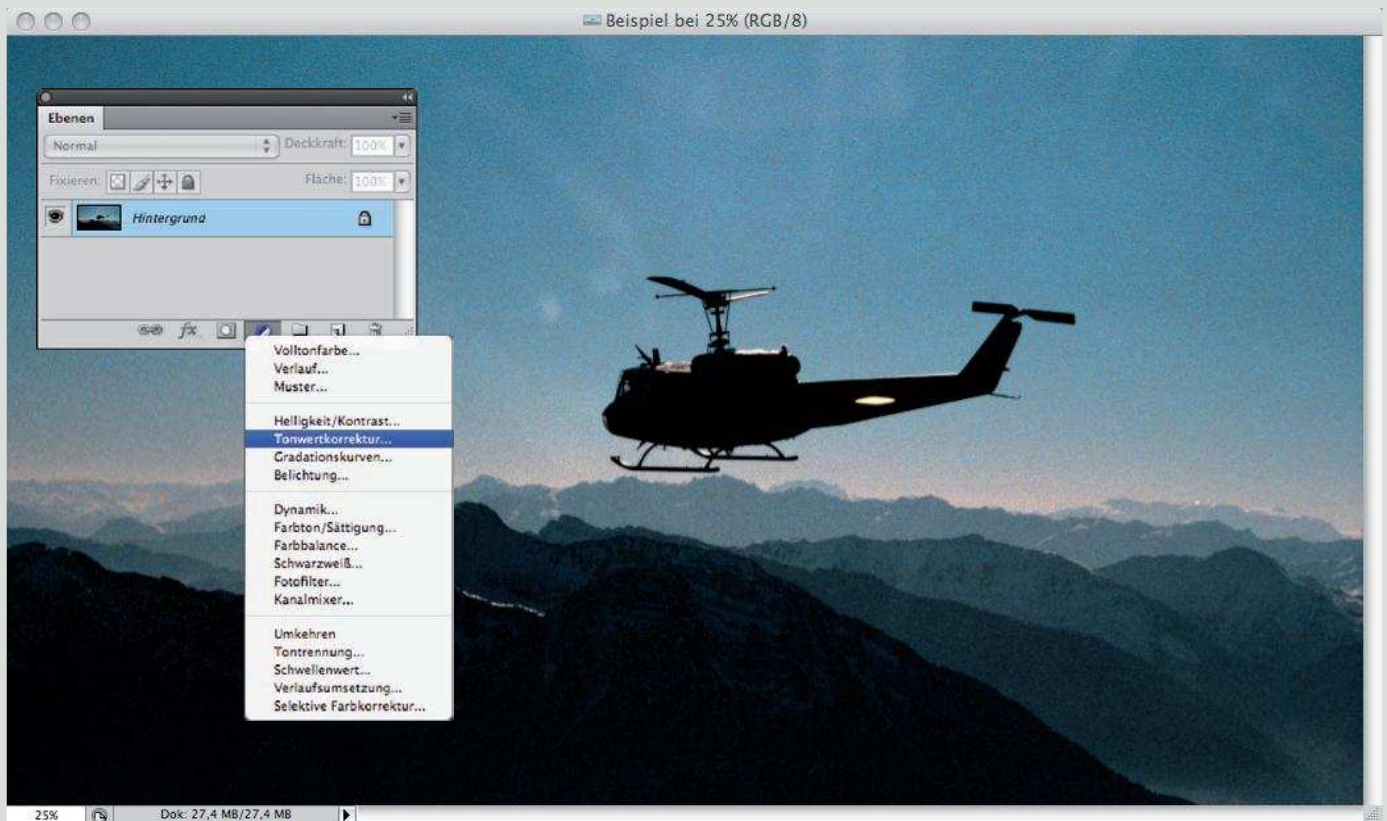 Beispiel bei 25% (RGB/8)
Ebenen
Normal
Deckkraft: 100%
Fixieren:
Fläche: 100%
Hintergrund
fx
Volltonfarbe...
Verlauf...
Muster...
Helligkeit/Kontrast...
Tonwertkorrektur...
Gradationskurven...
Belichtung...
Dynamik...
Farbton/Sättigung...
Farbbalance...
Schwarzweiß...
Fotofilter...
Kanalmixer...
Umkehren
Tontrennung...
Schwellenwert...
Verlaufsumsetzung...
Selektive Farbkorrektur...
25%
Dok: 27,4 MB/27,4 MB